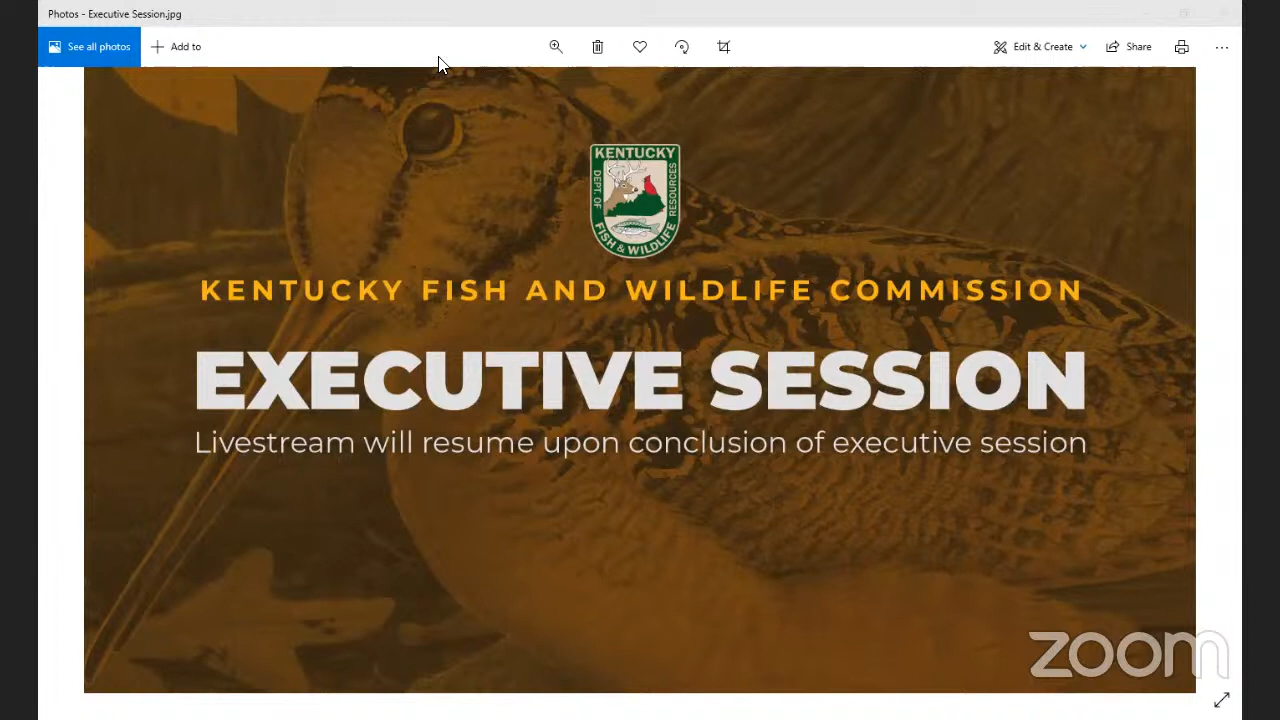 Photos - Executive Session.jpg
See all photos
Add to
Edit & Create
Share
KENTUCKY
DEPT. OF
RESOURCES
FISH & WILDLIFE
KENTUCKY FISH AND WILDLIFE COMMISSION
EXECUTIVE SESSION
Livestream will resume upon conclusion of executive session
zoom